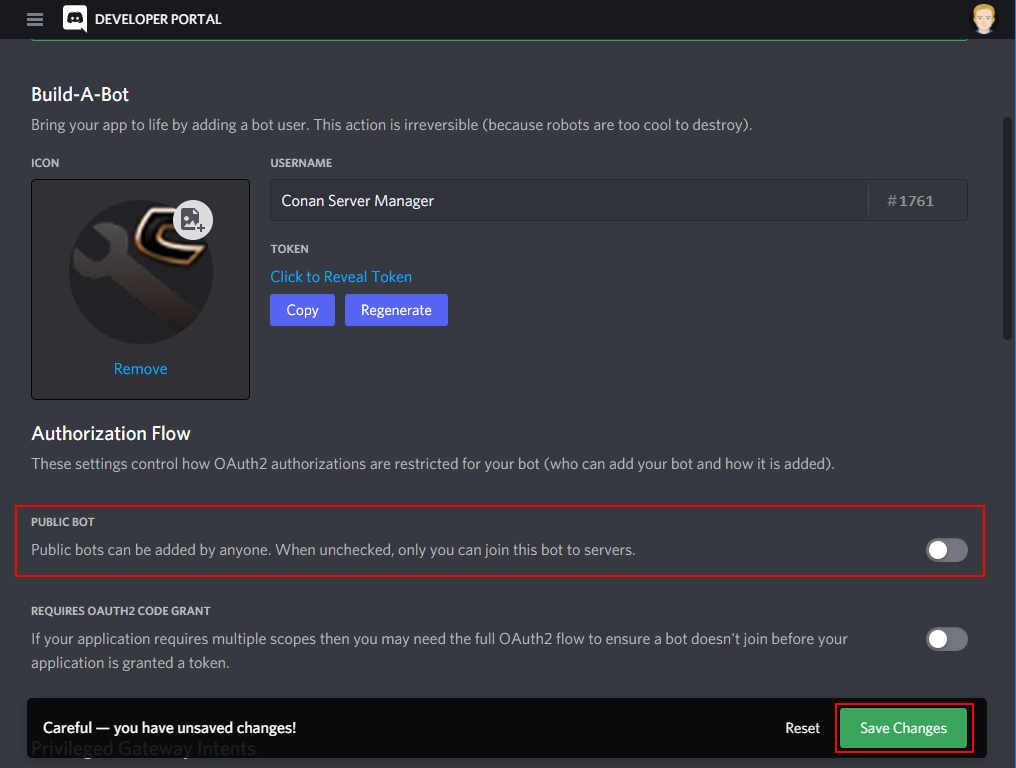 DEVELOPER PORTAL
Build-A-Bot
Bring your app to life by adding a bot user. This action is irreversible (because robots are too cool to destroy).
ICON
USERNAME
Conan Server Manager
#1761
TOKEN
Click to Reveal Token
Copy
Regenerate
Remove
Authorization Flow
These settings control how OAuth2 authorizations are restricted for your bot (who can add your bot and how it is added).
PUBLIC BOT
Public bots can be added by anyone. When unchecked, only you can join this bot to servers.
REQUIRES OAUTH2 CODE GRANT
If your application requires multiple scopes then you may need the full OAuth2 flow to ensure a bot doesn't join before your
application is granted a token.
Careful — you have unsaved changes!
Reset
Save Changes
Privileged Gateway Intents